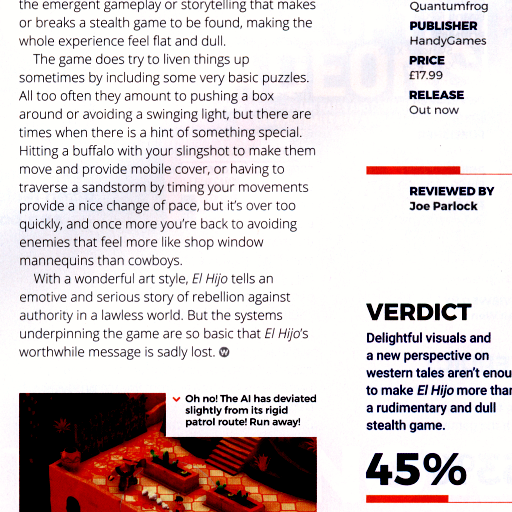 the emergent gameplay or storytelling that makes
or breaks a stealth game to be found, making the
whole experience feel flat and dull.
The game does try to liven things up
sometimes by including some very basic puzzles.
All too often they amount to pushing a box
around or avoiding a swinging light, but there are
times when there is a hint of something special.
Hitting a buffalo with your slingshot to make them
move and provide mobile cover, or having to
traverse a sandstorm by timing your movements
provide a nice change of pace, but it's over too
quickly, and once more you're back to avoiding
enemies that feel more like shop window
mannequins than cowboys.
With a wonderful art style, El Hijo tells an
emotive and serious story of rebellion against
authority in a lawless world. But the systems
underpinning the game are so basic that El Hijo's
worthwhile message is sadly lost.
Oh no! The AI has deviated
slightly from its rigid
patrol route! Run away!
Quantumfrog
PUBLISHER
HandyGames
PRICE
£17.99
RELEASE
Out now
REVIEWED BY
Joe Parlock
VERDICT
Delightful visuals and
a new perspective on
western tales aren't enou
to make El Hijo more than
a rudimentary and dull
stealth game.
45%